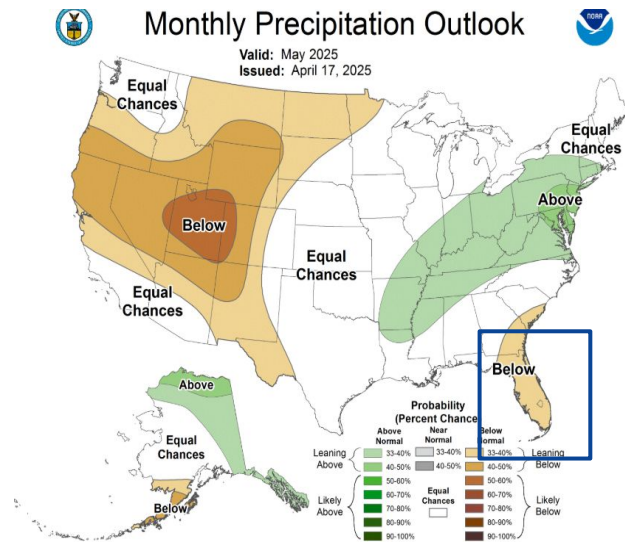 NOAA
Monthly Precipitation Outlook
Valid: May 2025
Issued: April 17, 2025
Equal
Chances
Equal
Chances
Above
Below
Equal
Chances
Equal
Chances
Below
Above
Equal
Chances
Below
Probability
(Percent Chance
Above
Normal
Near
Normal
Below
Normal
Leaning
Above
33-40%
40-50%
33-40%
40-50%
33-40%
40-50%
Leaning
Below
Likely
Above
50-60%
60-70%
70-80%
80-90%
90-100%
Equal
Chances
50-60%
60-70%
70-80%
80-90%
90-100%
Likely
Below